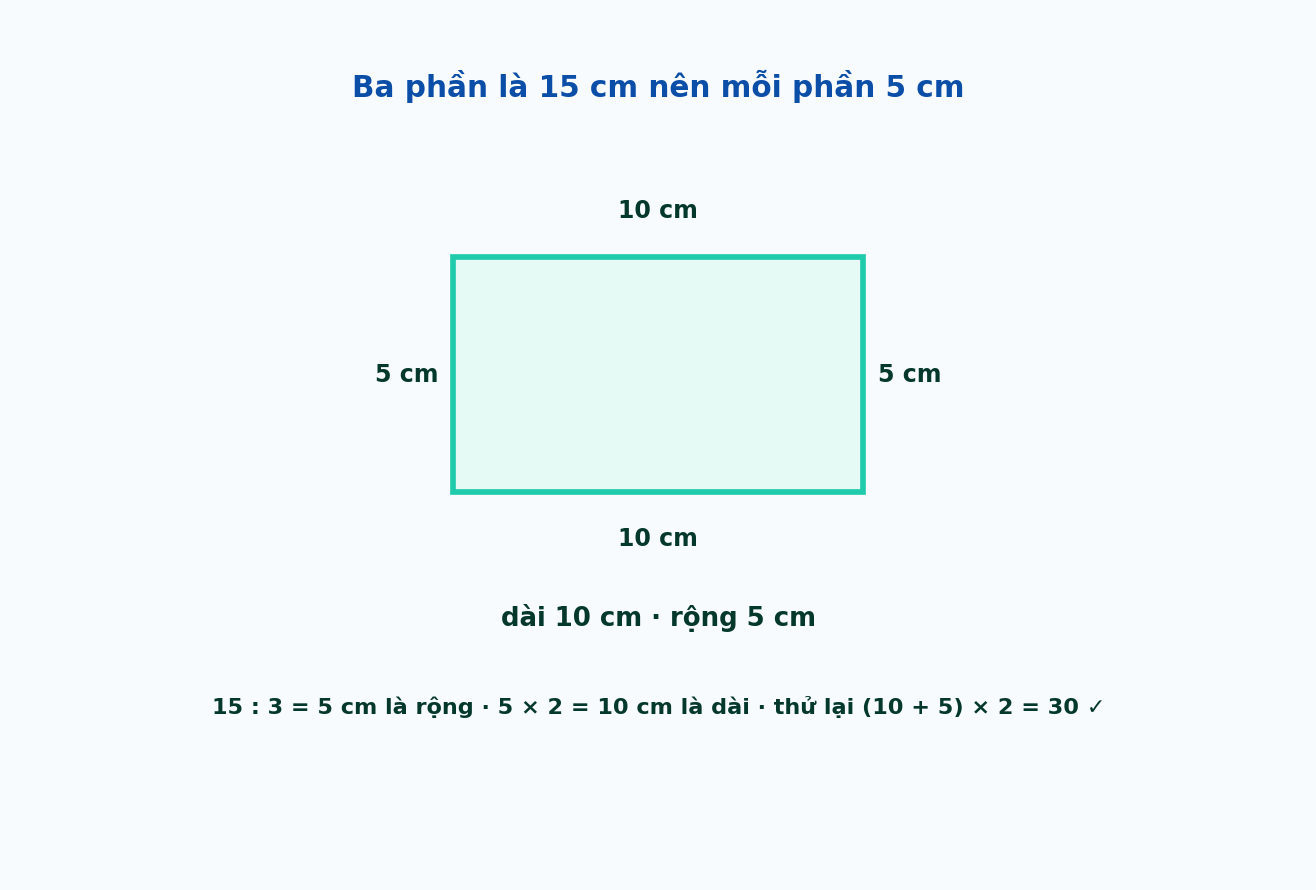 Ba phần là 15 cm nên mỗi phần 5 cm
10 cm
5 cm
5 cm
10 cm
dài 10 cm · rộng 5 cm
15 : 3 = 5 cm là rộng · 5 × 2 = 10 cm là dài · thử lại (10 + 5) × 2 = 30 ✓